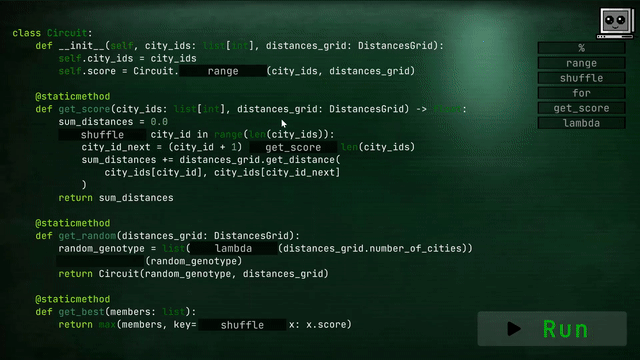 class Circuit:
def __init__(self, city_ids: list[int], distances_grid: DistancesGrid):
self.city_ids = city_ids
self.score = Circuit. range (city_ids, distances_grid)
@staticmethod
def get_score(city_ids: list[int], distances_grid: DistancesGrid) ->
sum_distances = 0.0
shuffle city_id in range(len(city_ids)):
city_id_next = (city_id + 1) get_score len(city_ids)
sum_distances += distances_grid.get_distance(
city_ids[city_id], city_ids[city_id_next]
)
return sum_distances
@staticmethod
def get_random(distances_grid: DistancesGrid):
random_genotype = list( lambda (distances_grid.number_of_cities))
(random_genotype)
return Circuit(random_genotype, distances_grid)
@staticmethod
def get_best(members: list):
return max(members, key= shuffle x: x.score)
%
range
shuffle
for
get_score
lambda
Run